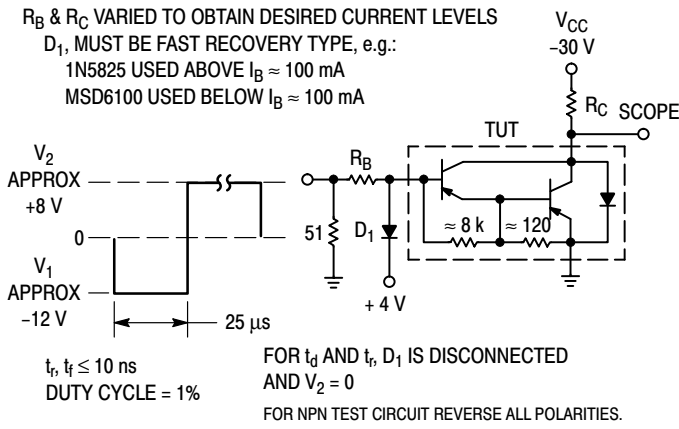 R_B & R_C VARIED TO OBTAIN DESIRED CURRENT LEVELS
D_1, MUST BE FAST RECOVERY TYPE, e.g.:
1N5825 USED ABOVE I_B ≈ 100 mA
MSD6100 USED BELOW I_B ≈ 100 mA
V_CC
−30 V
R_C
SCOPE
TUT
V_2
APPROX
+8 V
0
V_1
APPROX
−12 V
25 μs
R_B
51
D_1
≈ 8 k
≈ 120
+ 4 V
t_r, t_f ≤ 10 ns
DUTY CYCLE = 1%
FOR t_d AND t_r, D_1 IS DISCONNECTED
AND V_2 = 0
FOR NPN TEST CIRCUIT REVERSE ALL POLARITIES.